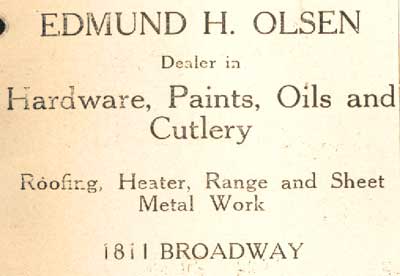 EDMUND H. OLSEN
Dealer in
Hardware, Paints, Oils and
Cutlery
Roofing, Heater, Range and Sheet
Metal Work
1811 BROADWAY